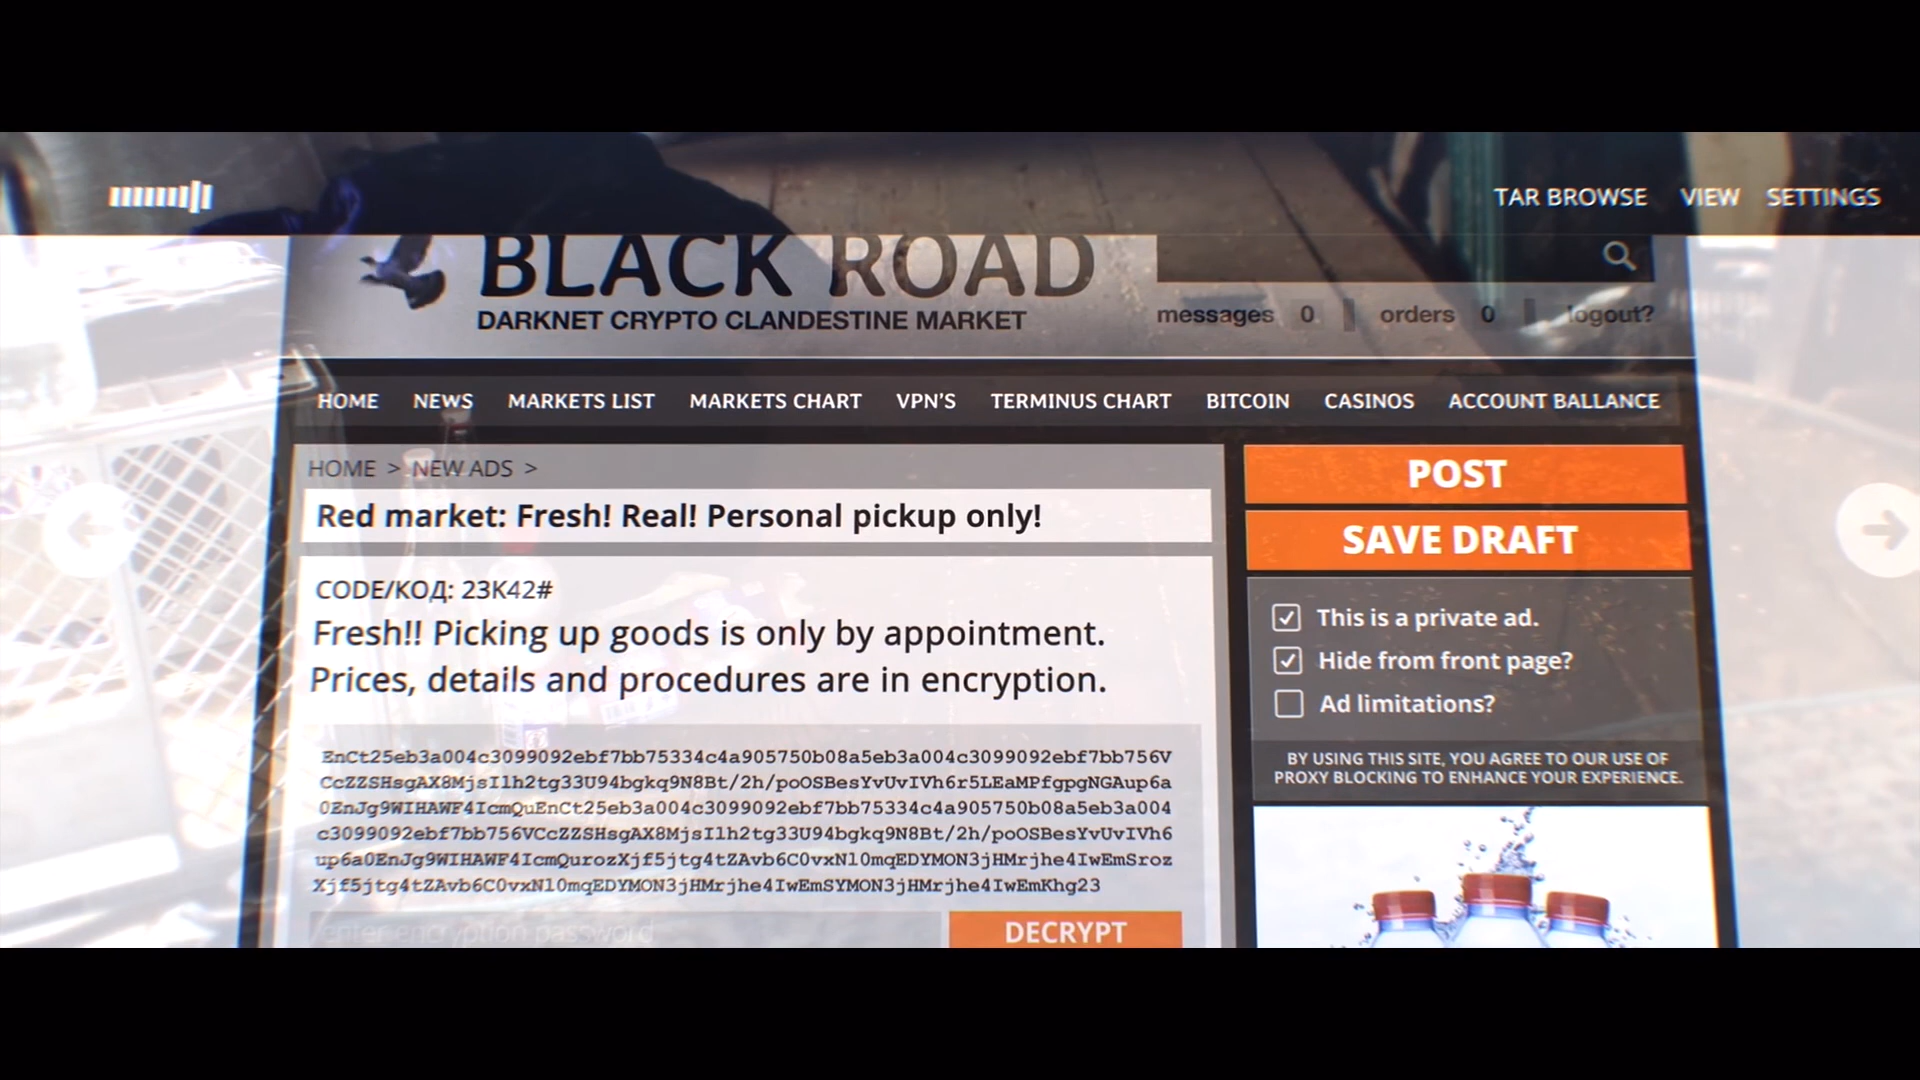 TAR BROWSE VIEW SETTINGS
BLACK ROAD
DARKNET CRYPTO CLANDESTINE MARKET
messages 0 orders 0 logout?
HOME NEWS MARKETS LIST MARKETS CHART VPN'S TERMINUS CHART BITCOIN CASINOS ACCOUNT BALLANCE
HOME > NEW ADS >
Red market: Fresh! Real! Personal pickup only!
CODE/КОД: 23K42#
Fresh!! Picking up goods is only by appointment.
Prices, details and procedures are in encryption.
EnCt25eb3a004c3099092ebf7bb75334c4a905750b08a5eb3a004c3099092ebf7bb756V
CcZZSHsgAX8MjsIlh2tg33U94bgkq9N8Bt/2h/poOSBesYvUvIVh6r5LEaMPfgpgNGAup6a
0EnJg9WIHAWF4IcmQuEnCt25eb3a004c3099092ebf7bb75334c4a905750b08a5eb3a004
c3099092ebf7bb756VCcZZSHsgAX8MjsIlh2tg33U94bgkq9N8Bt/2h/poOSBesYvUvIVh6
up6a0EnJg9WIHAWF4IcmQurozXjf5jtg4tZAvb6C0vxNl0mqEDYMON3jHMrjhe4IwEmSroz
Xjf5jtg4tZAvb6C0vxNl0mqEDYMON3jHMrjhe4IwEmSYMON3jHMrjhe4IwEmKhg23
enter encryption password
DECRYPT
POST
SAVE DRAFT
This is a private ad.
Hide from front page?
Ad limitations?
BY USING THIS SITE, YOU AGREE TO OUR USE OF
PROXY BLOCKING TO ENHANCE YOUR EXPERIENCE.